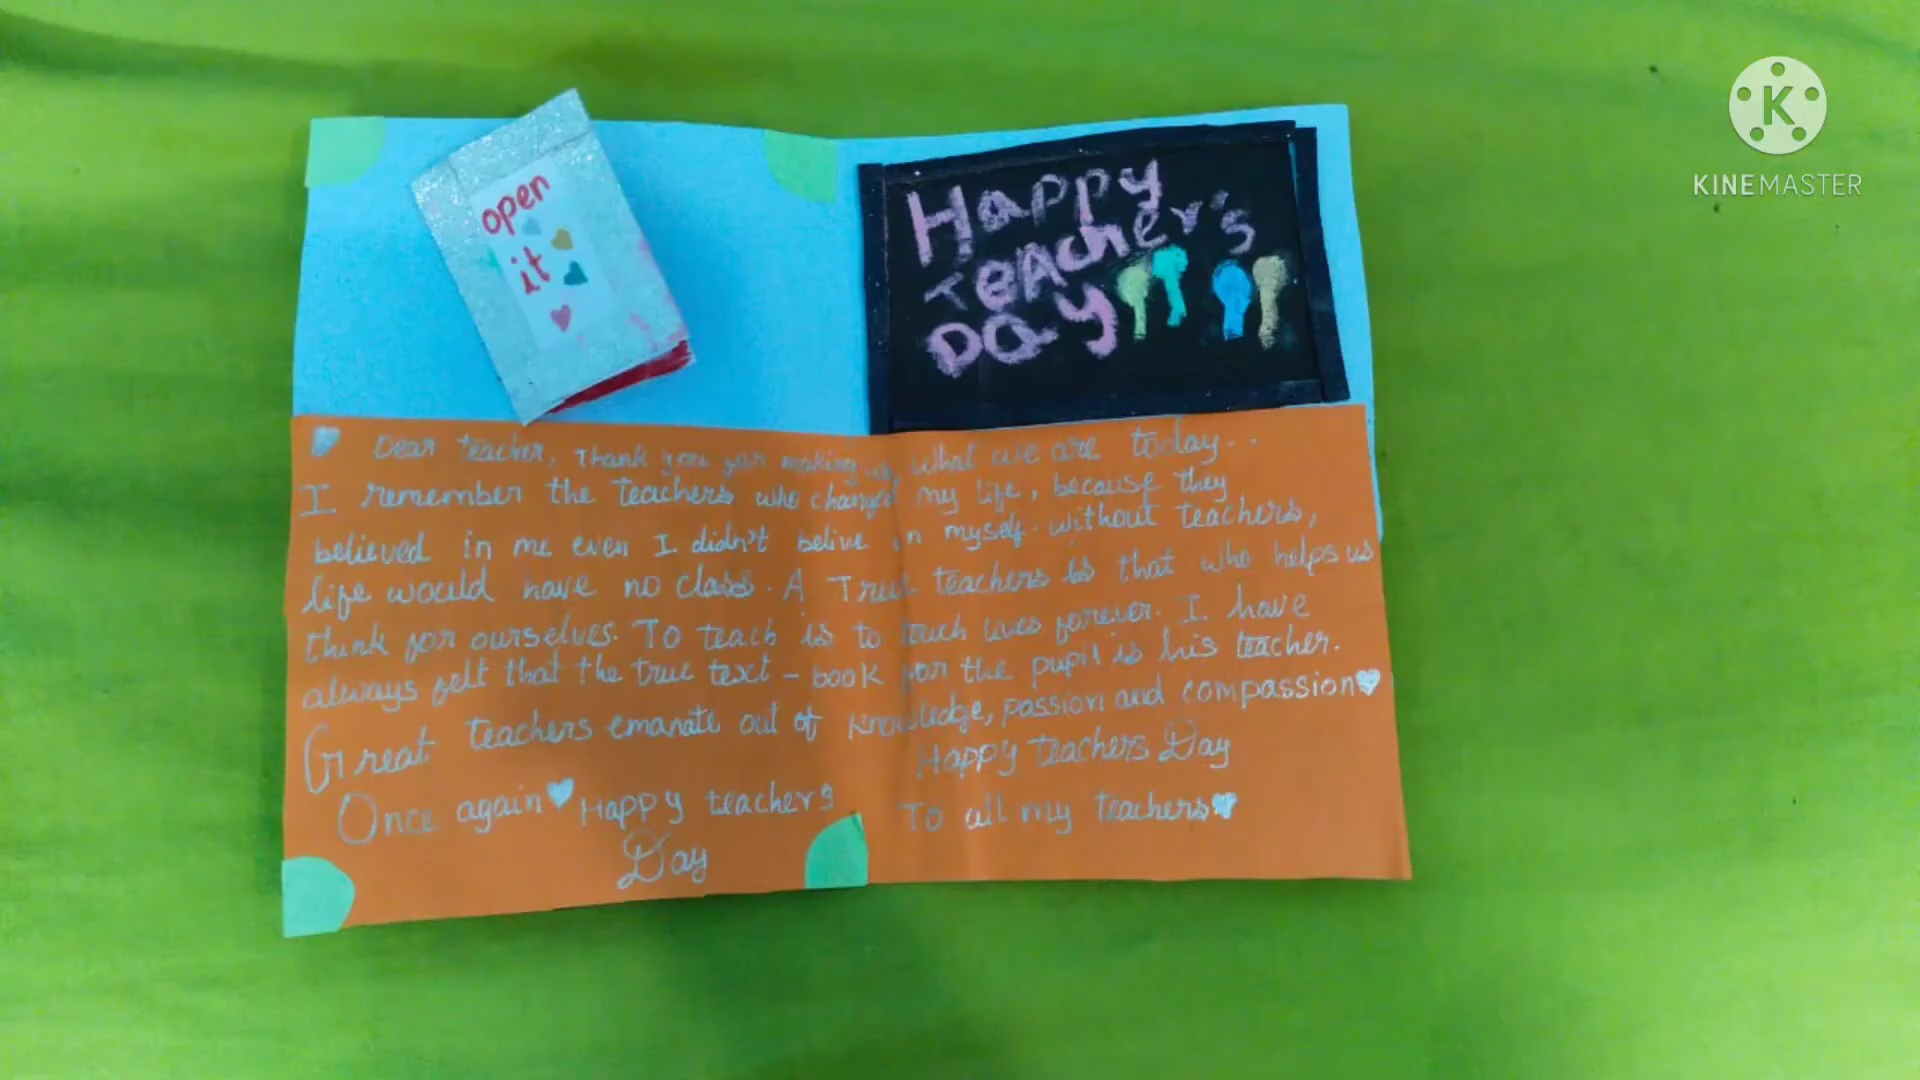 open
it
Happy
Teacher's
Day
KINEMASTER
Dear teacher, Thank you for making us what we are today..
I remember the teachers who changed my life, because they
believed in me even I didn't belive in myself. without teachers,
life would have no class. A True teachers is that who helps us
think for ourselves. To teach is to touch lives forever. I have
always felt that the true text-book for the pupil is his teacher.
Great teachers emanate out of knowledge, passion and compassion
Happy teachers Day
Once again Happy teachers
Day
To all my teachers